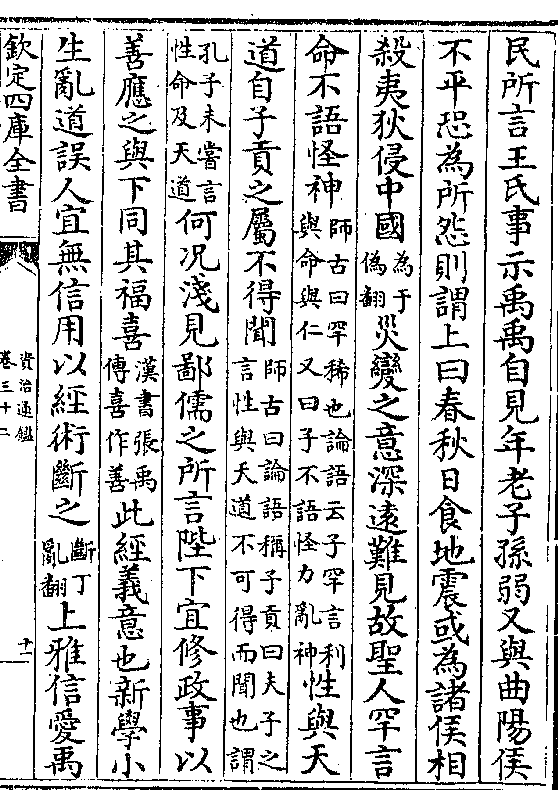 民所言王氏事示禹禹自見年老子孫弱又與曲陽侯
不平恐為所怨則謂上曰春秋日食地震或為諸侯相
殺夷狄侵中國為于偽翻災變之意深遠難見故聖人罕言
命不語怪神師古曰罕稀也論語云子罕言利與命與仁又曰子不語怪力亂神性與天
道自子貢之屬不得聞師古曰論語稱子貢曰夫子之言性與天道不可得而聞也謂
孔子未嘗言性命及天道何況淺見鄙儒之所言陛下宜修政事以
善應之與下同其福喜漢書張禹傳喜作善此經義意也新學小
生亂道誤人宜無信用以經術斷之斷丁亂翻上雅信愛禹
欽定四庫全書
資治通鑑
卷三十二
十一